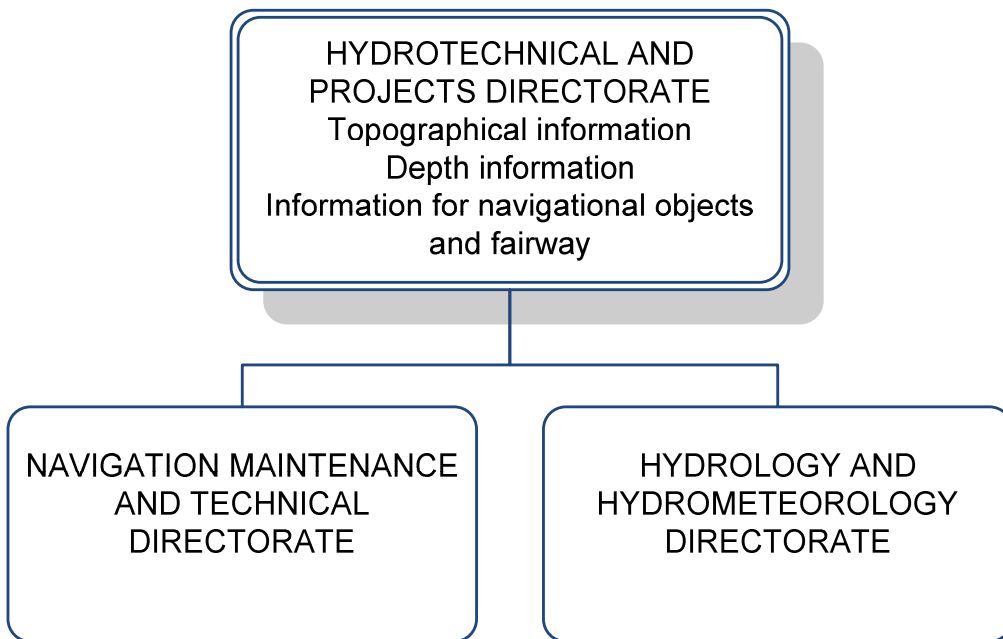 HYDROTECHNICAL AND
PROJECTS DIRECTORATE
Topographical information
Depth information
Information for navigational objects
and fairway
NAVIGATION MAINTENANCE
AND TECHNICAL
DIRECTORATE
HYDROLOGY AND
HYDROMETEOROLOGY
DIRECTORATE